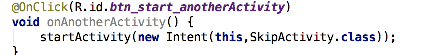 @OnClick(R.id.btn_start_anotherActivity)
void onAnotherActivity() {
    startActivity(new Intent(this,SkipActivity.class));
}